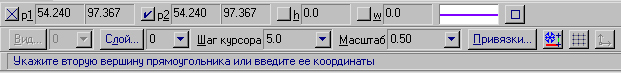 p1 54.240 97.367 p2 54.240 97.367 h 0.0 w 0.0
Вид... 0 Слой... 0 Шаг курсора 5.0 Масштаб 0.50 Привязки...
Укажите вторую вершину прямоугольника или введите ее координаты